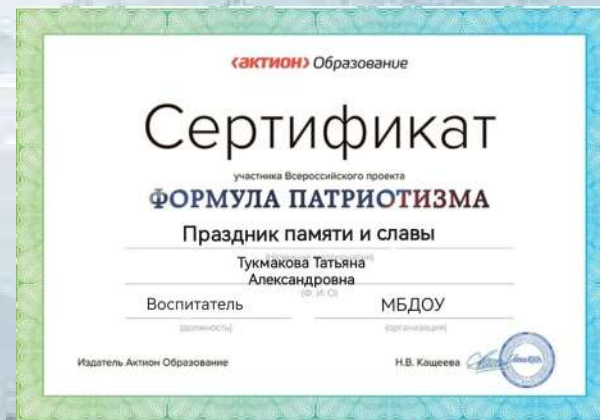 ‹актион› Образование
Сертификат
участника Всероссийского проекта
ФОРМУЛА ПАТРИОТИЗМА
Праздник памяти и славы
Тукмакова Татьяна
Александровна
(Ф. И. О)
Воспитатель МБДОУ
(должность) (организация)
Издатель Актион Образование Н.В. Кащеева